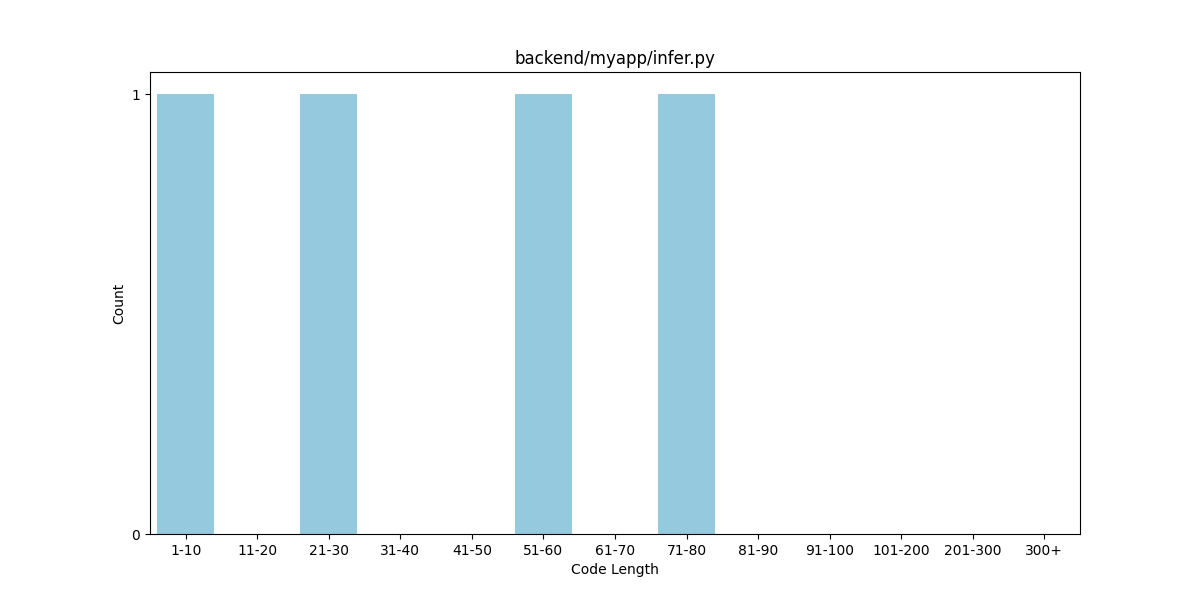 backend/myapp/infer.py
1
0
Count
1-10 11-20 21-30 31-40 41-50 51-60 61-70 71-80 81-90 91-100 101-200 201-300 300+
Code Length